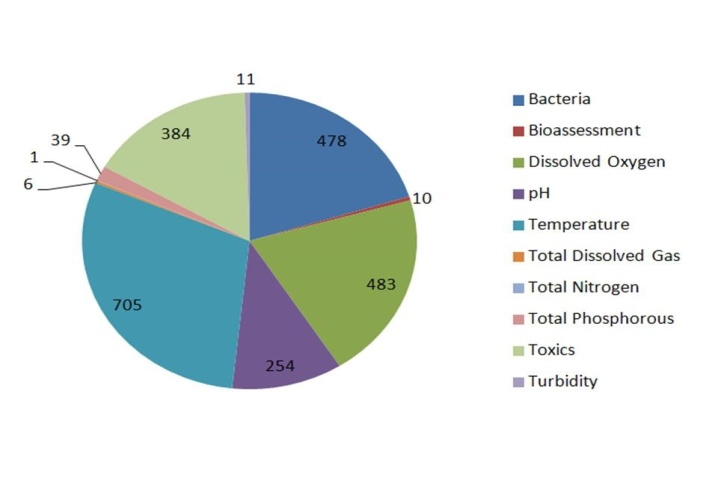 11
478
10
483
254
705
6
1
39
384
Bacteria
Bioassessment
Dissolved Oxygen
pH
Temperature
Total Dissolved Gas
Total Nitrogen
Total Phosphorous
Toxics
Turbidity